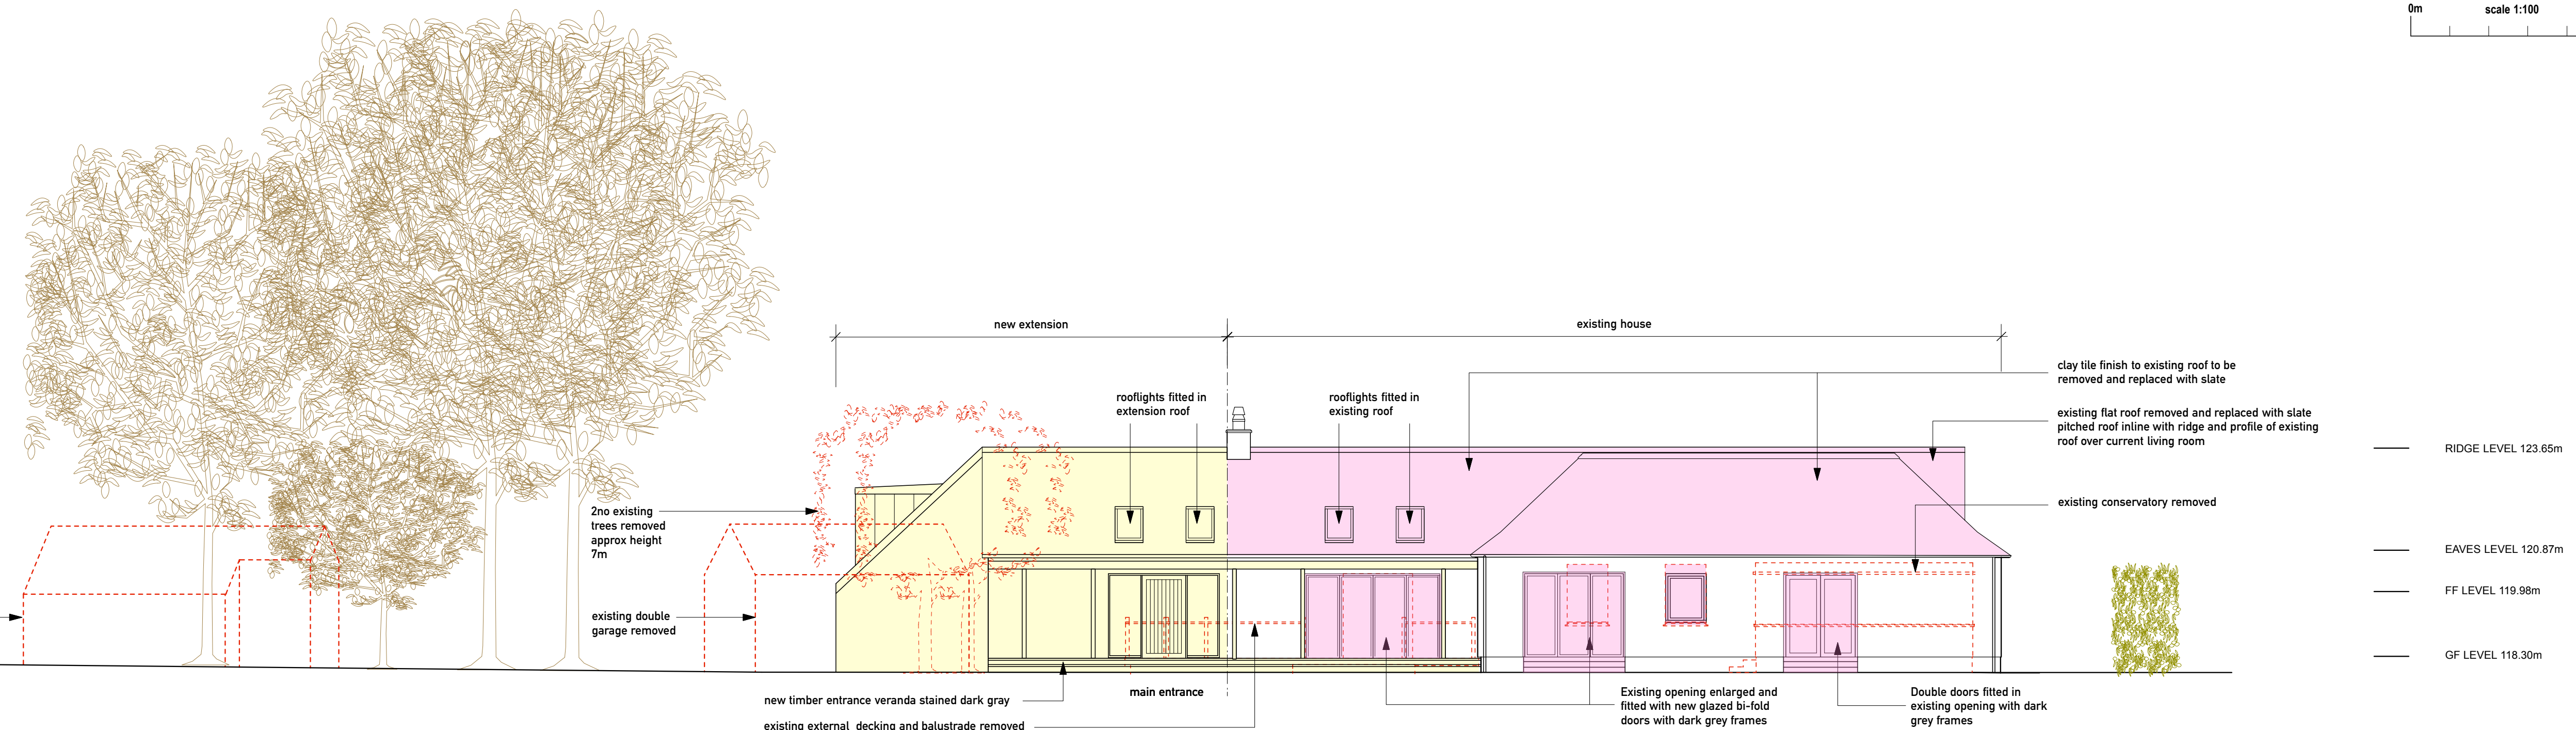 0m
scale 1:100
new extension
existing house
clay tile finish to existing roof to be
removed and replaced with slate
rooflights fitted in
extension roof
rooflights fitted in
existing roof
existing flat roof removed and replaced with slate
pitched roof inline with ridge and profile of existing
roof over current living room
RIDGE LEVEL 123.65m
existing conservatory removed
2no existing
trees removed
approx height
7m
EAVES LEVEL 120.87m
FF LEVEL 119.98m
existing double
garage removed
GF LEVEL 118.30m
new timber entrance veranda stained dark gray
main entrance
Existing opening enlarged and
fitted with new glazed bi-fold
doors with dark grey frames
Double doors fitted in
existing opening with dark
grey frames
existing external decking and balustrade removed